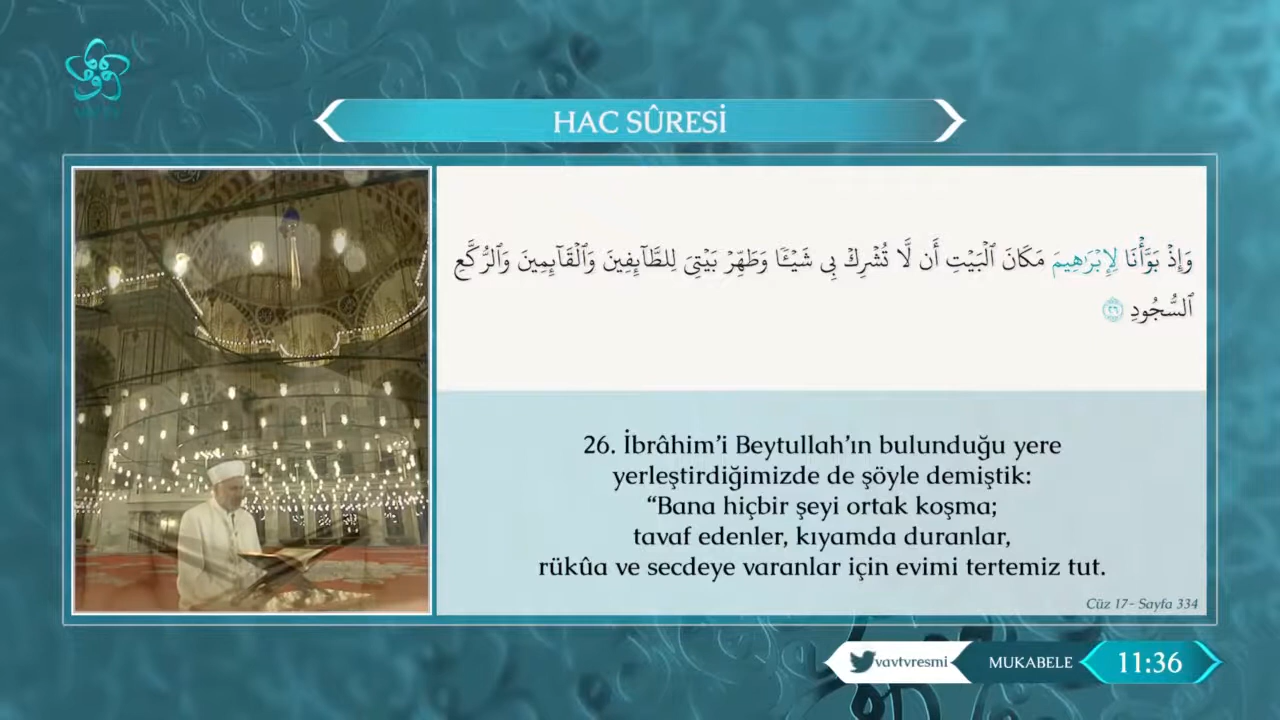 HAC SÛRESİ
وَإِذْ بَوَّأْنَا لِإِبْرَٰهِيمَ مَكَانَ ٱلْبَيْتِ أَن لَّا تُشْرِكْ بِى شَيْـًٔا وَطَهِّرْ بَيْتِىَ لِلطَّآئِفِينَ وَٱلْقَآئِمِينَ وَٱلرُّكَّعِ
ٱلسُّجُودِ ٢٦
26. İbrâhim’i Beytullah’ın bulunduğu yere
yerleştirdiğimizde de şöyle demiştik:
“Bana hiçbir şeyi ortak koşma;
tavaf edenler, kıyamda duranlar,
rükûa ve secdeye varanlar için evimi tertemiz tut.
Cüz 17- Sayfa 334
vavtvresmi
MUKABELE
11:36